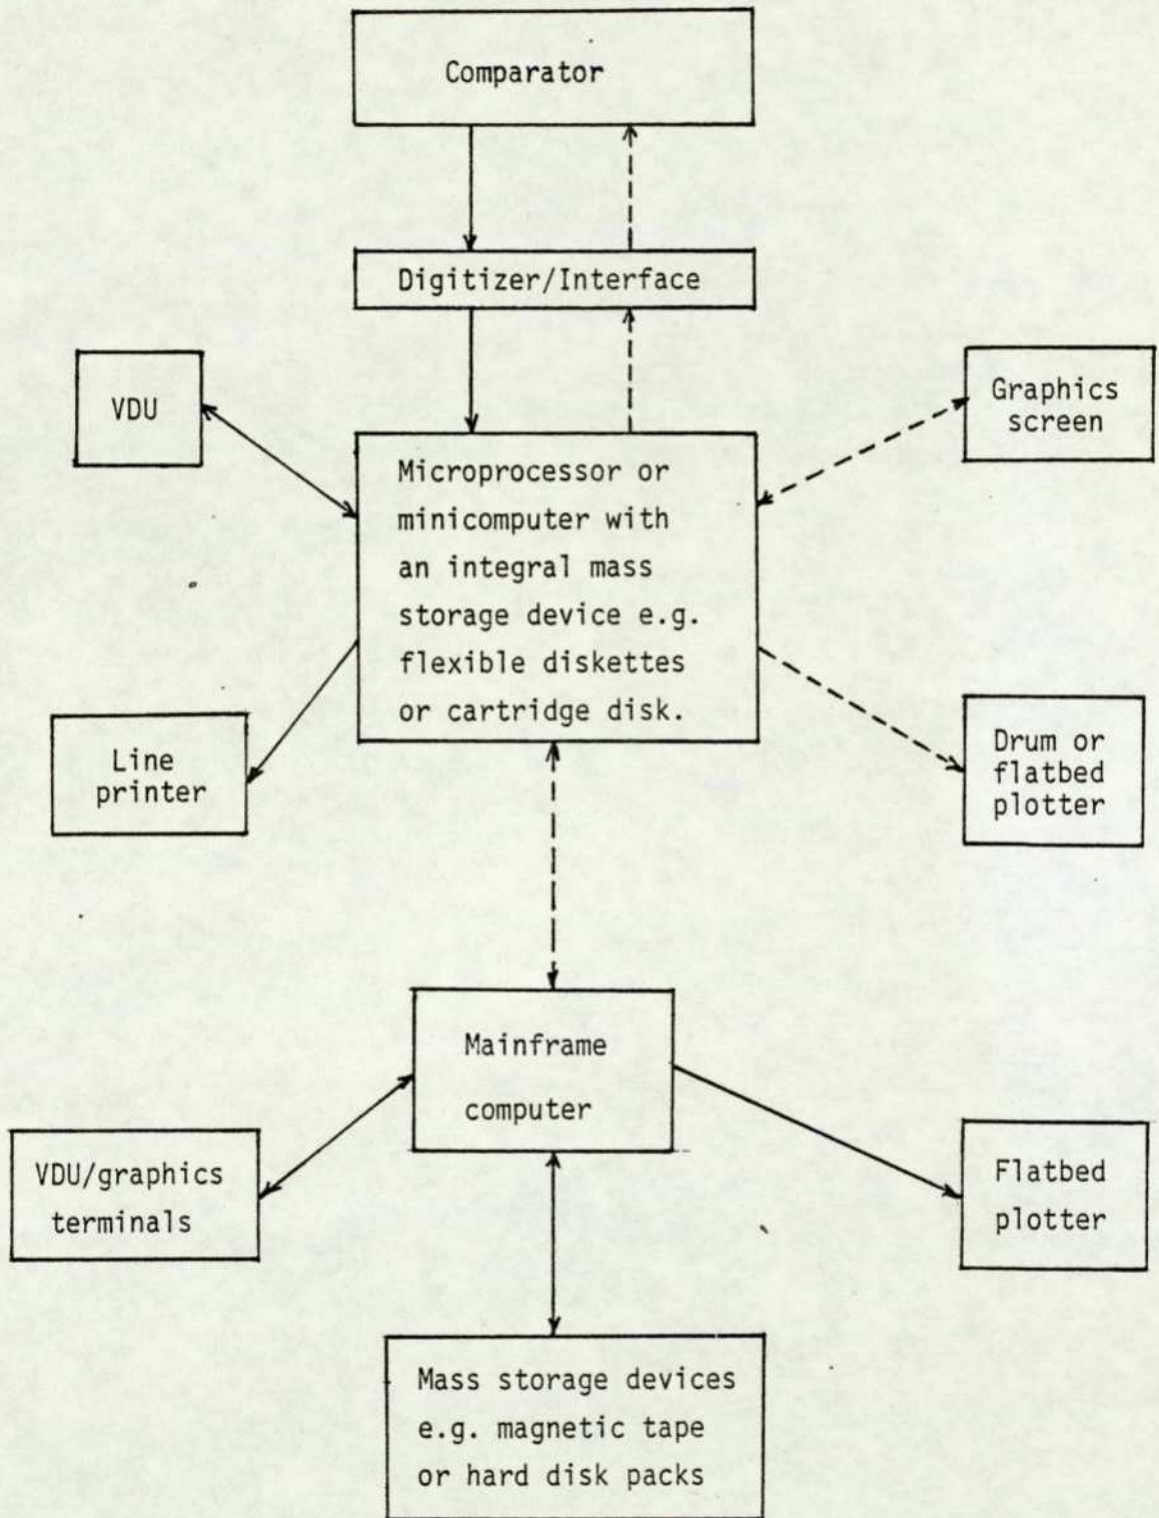 Comparator
Digitizer/Interface
VDU
Graphics
screen
Microprocessor or
minicomputer with
an integral mass
storage device e.g.
flexible diskettes
or cartridge disk.
Line
printer
Drum or
flatbed
plotter
Mainframe
computer
VDU/graphics
terminals
Flatbed
plotter
Mass storage devices
e.g. magnetic tape
or hard disk packs